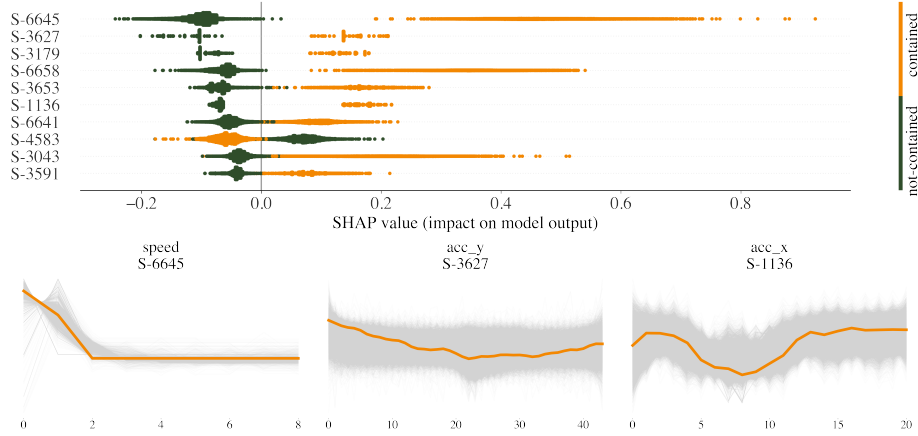 S-6645
S-3627
S-3179
S-6658
S-3653
S-1136
S-6641
S-4583
S-3043
S-3591
−0.2 0.0 0.2 0.4 0.6 0.8
SHAP value (impact on model output)
contained
not-contained
speed
S-6645
0 2 4 6 8
acc_y
S-3627
0 10 20 30 40
acc_x
S-1136
0 5 10 15 20